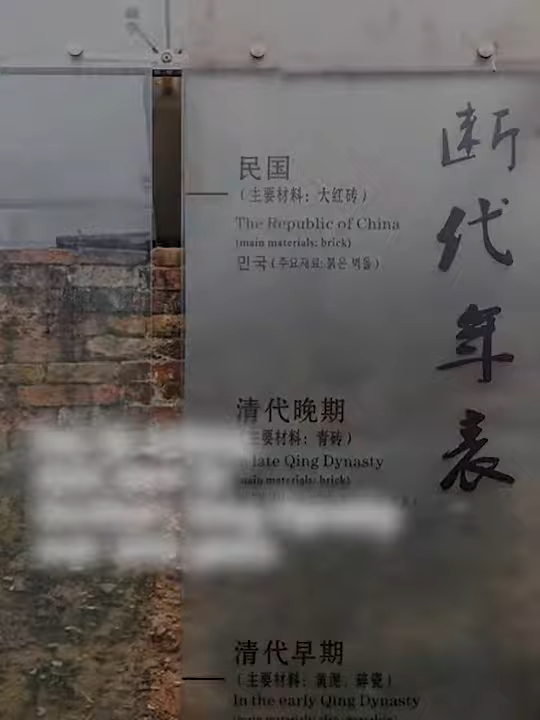 断代年表
民国
（主要材料：大红砖）
The Republic of China
(main materials: brick)
민국 (주요재료: 붉은 벽돌)
清代晚期
（主要材料：青砖）
late Qing Dynasty
(main materials: brick)
清代早期
（主要材料：黄泥、碎瓷）
In the early Qing Dynasty